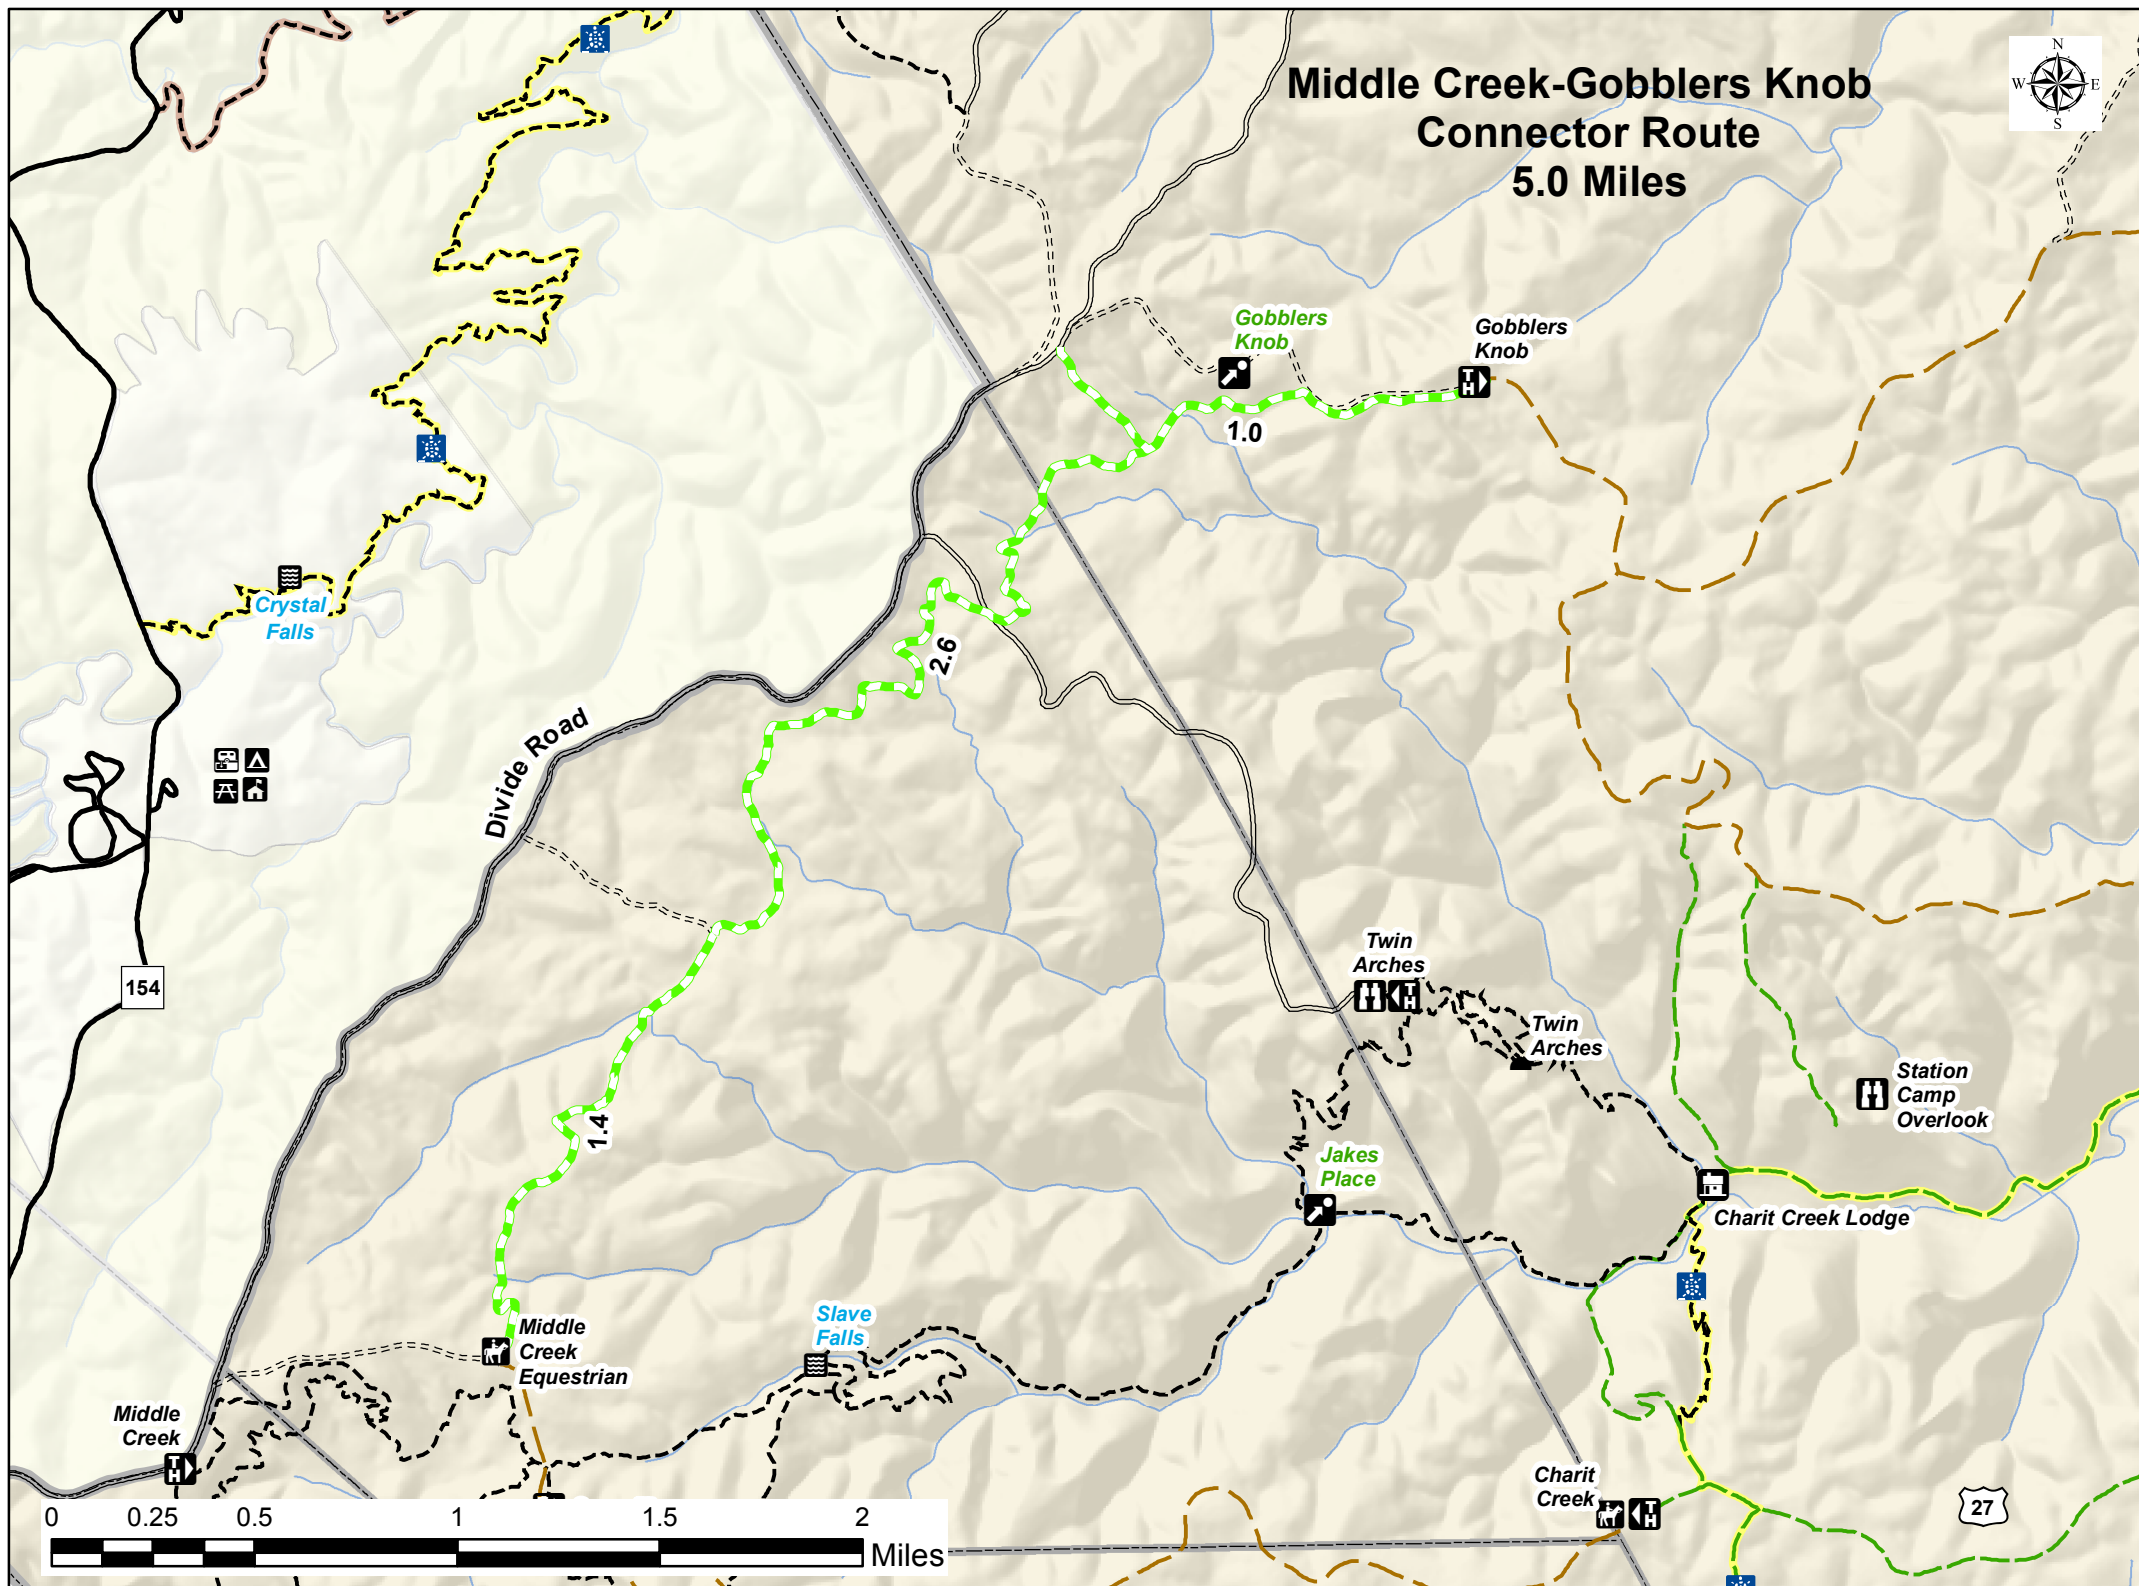 Middle Creek-Gobblers Knob
Connector Route
5.0 Miles
N
W
E
S
Gobblers
Knob
Gobblers
Knob
T
H
1.0
Crystal
Falls
2.6
Divide Road
154
Twin
Arches
T
H
Twin
Arches
Station
Camp
Overlook
1.4
Jakes
Place
Charit Creek Lodge
Slave
Falls
Middle
Creek
Equestrian
Middle
Creek
T
H
Charit
Creek
T
H
27
0
0.25
0.5
1
1.5
2
Miles